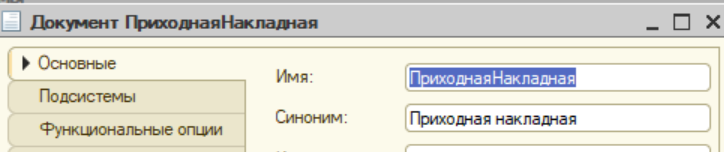 Документ ПриходнаяНакладная
Основные
Имя: ПриходнаяНакладная
Подсистемы
Синоним: Приходная накладная
Функциональные опции